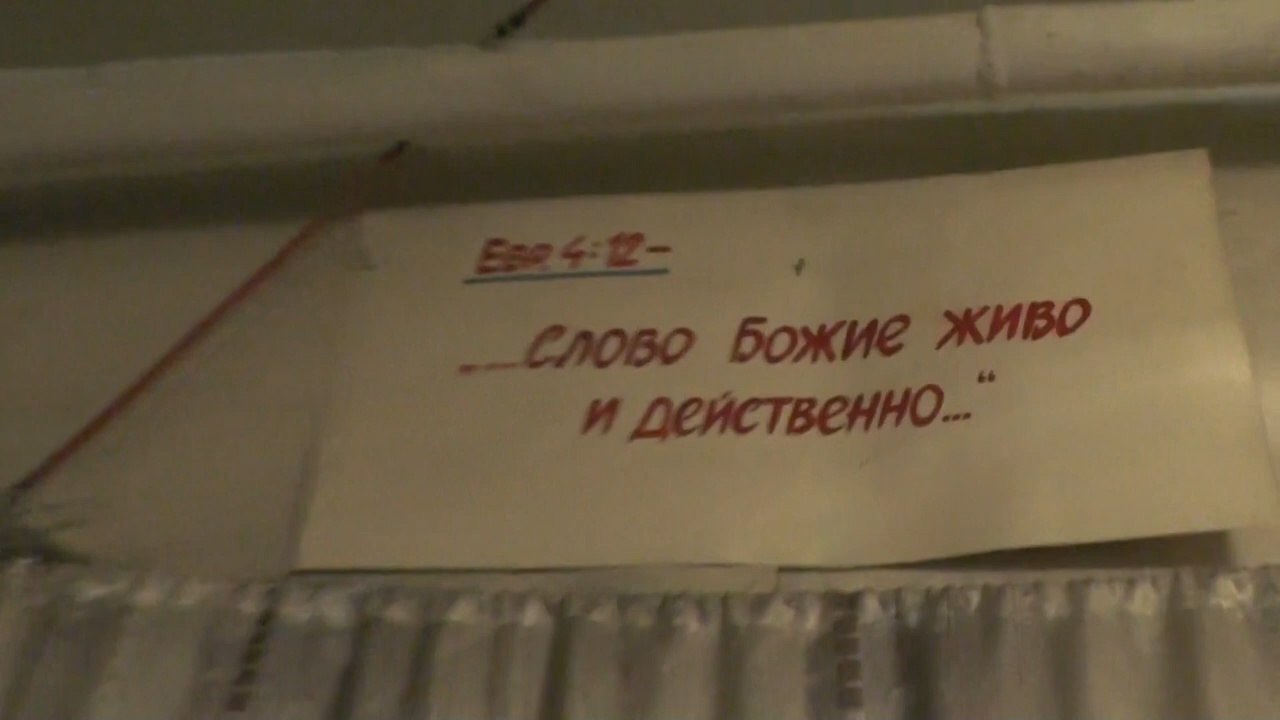 Евр. 4:12-
....Слово Божие живо
и действенно..."